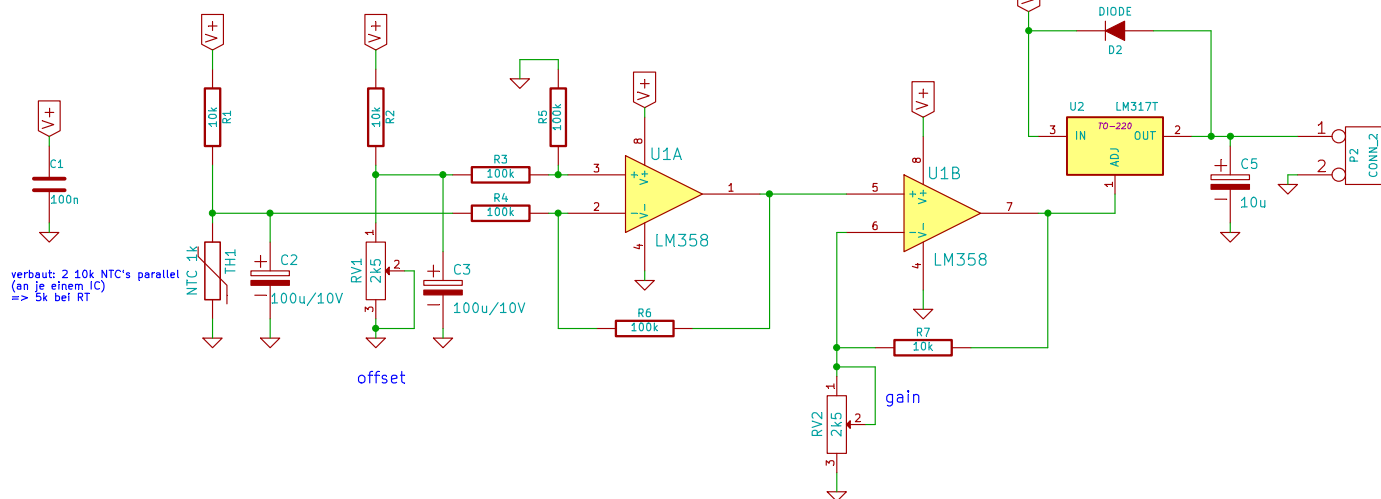 V+
C1
100n
verbaut: 2 10k NTC's parallel
(an je einem IC)
=> 5k bei RT
V+
10k
R1
NTC 1k
TH1
C2
100u/10V
V+
10k
R2
1
RV1
2k5
2
3
offset
C3
100u/10V
R3
100k
R4
100k
R5
100k
V+
8
U1A
3
+
V+
2
−
V-
1
4
LM358
R6
100k
V+
8
U1B
5
+
V+
6
−
V-
7
4
LM358
R7
10k
1
RV2
2k5
2
3
gain
V+
DIODE
D2
U2
LM317T
TO-220
3
IN
OUT
2
ADJ
1
C5
10u
1
2
P2
CONN_2